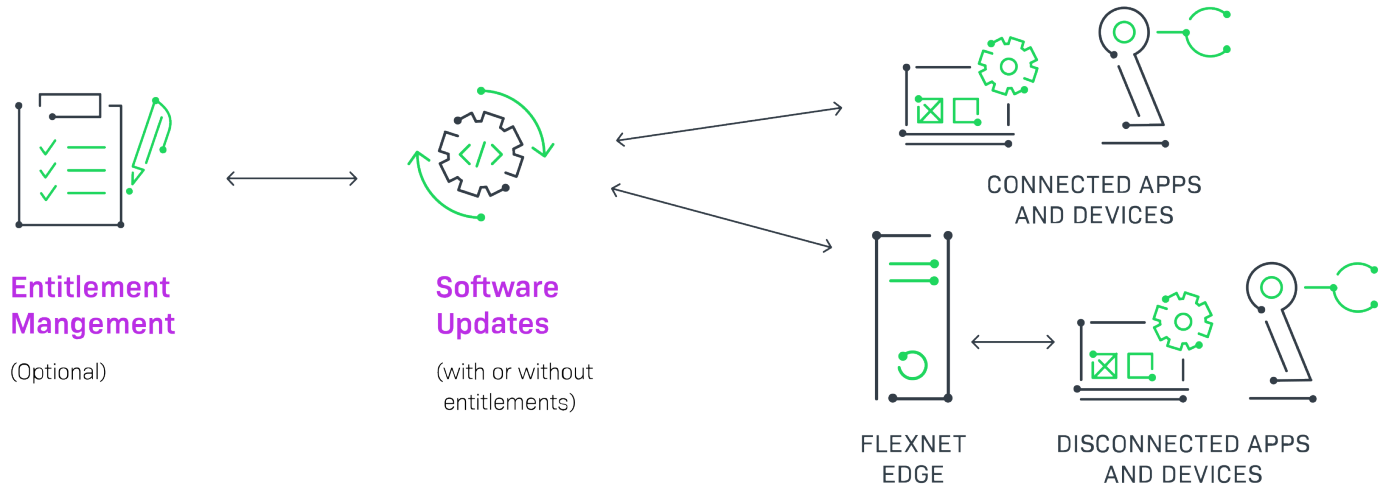 Entitlement
Mangement
(Optional)
Software
Updates
(with or without
entitlements)
</>
CONNECTED APPS
AND DEVICES
FLEXNET
EDGE
DISCONNECTED APPS
AND DEVICES